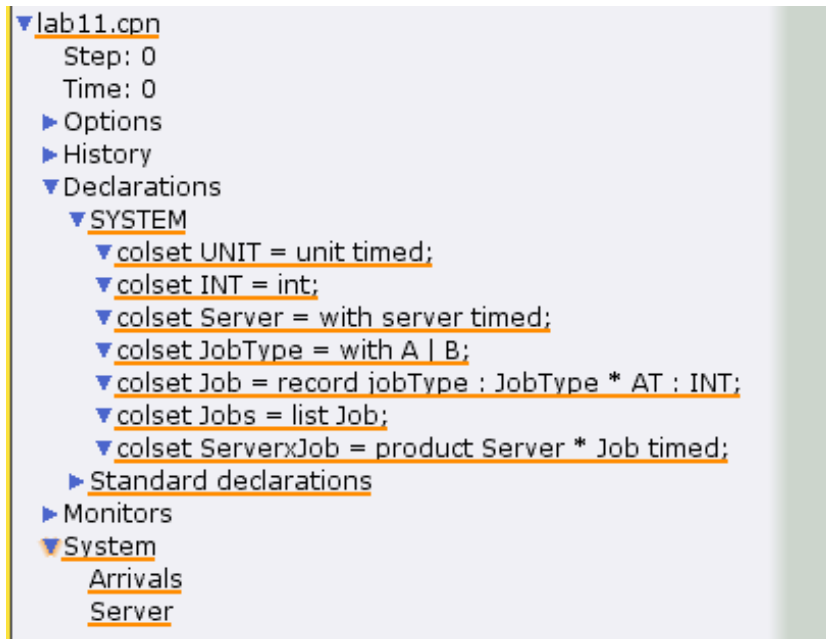 lab11.cpn
Step: 0
Time: 0
Options
History
Declarations
SYSTEM
colset UNIT = unit timed;
colset INT = int;
colset Server = with server timed;
colset JobType = with A | B;
colset Job = record jobType : JobType * AT : INT;
colset Jobs = list Job;
colset ServerxJob = product Server * Job timed;
Standard declarations
Monitors
System
Arrivals
Server